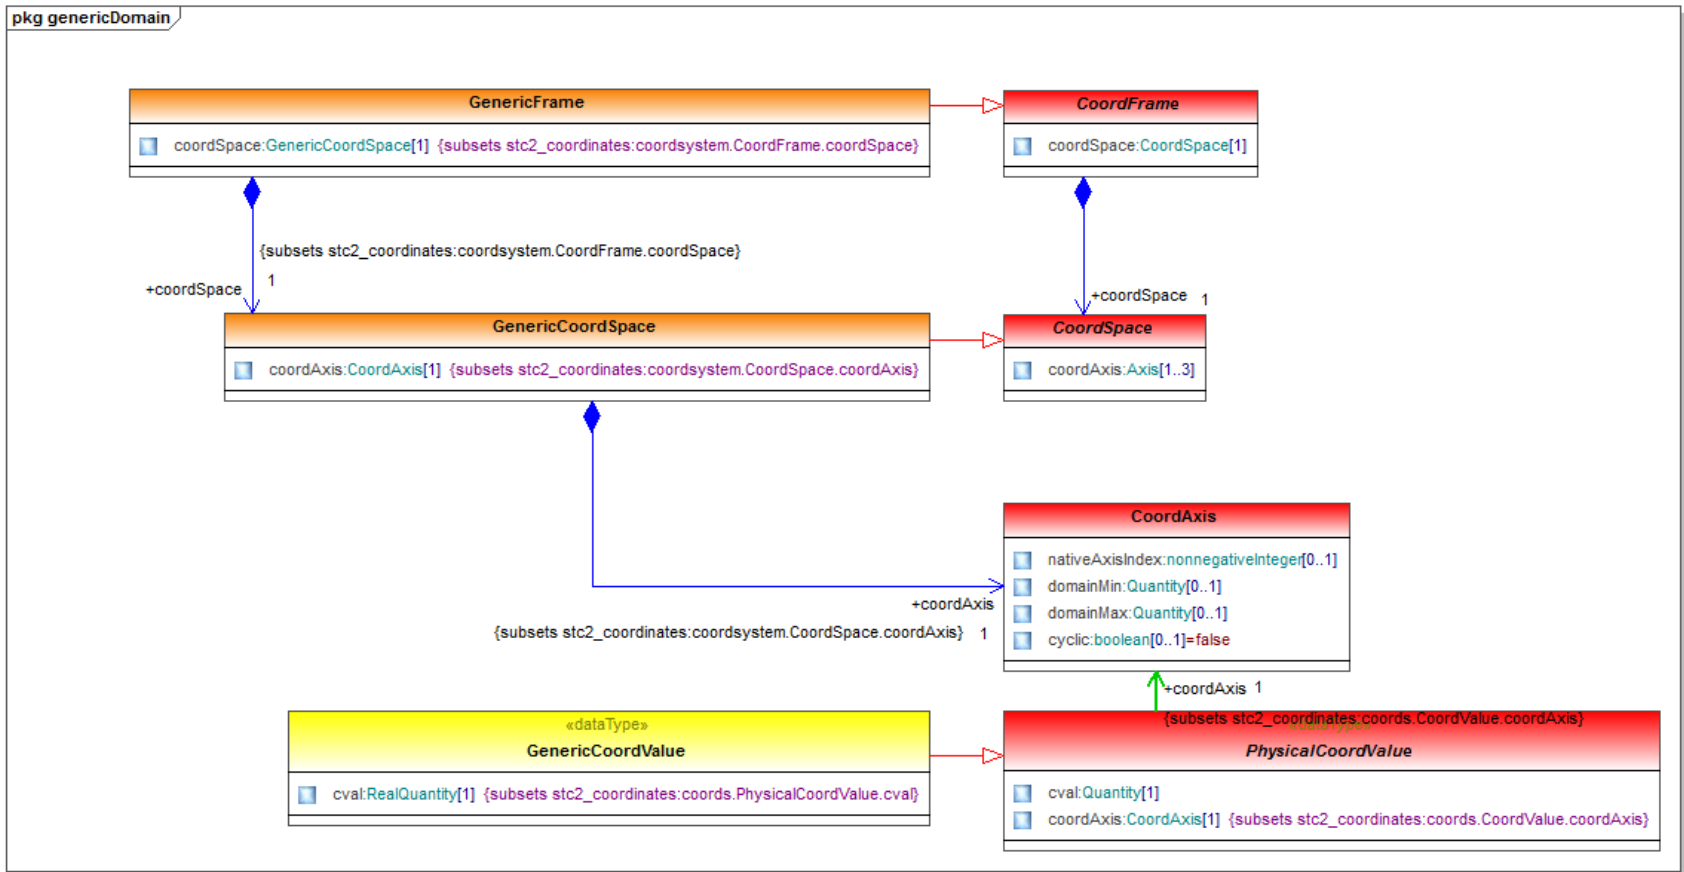 pkg genericDomain
GenericFrame
coordSpace:GenericCoordSpace[1] {subsets stc2_coordinates:coordsystem.CoordFrame.coordSpace}
CoordFrame
coordSpace:CoordSpace[1]
{subsets stc2_coordinates:coordsystem.CoordFrame.coordSpace}
1
+coordSpace
+coordSpace 1
GenericCoordSpace
coordAxis:CoordAxis[1] {subsets stc2_coordinates:coordsystem.CoordSpace.coordAxis}
CoordSpace
coordAxis:Axis[1..3]
CoordAxis
nativeAxisIndex:nonnegativeInteger[0..1]
domainMin:Quantity[0..1]
domainMax:Quantity[0..1]
cyclic:boolean[0..1]=false
+coordAxis
{subsets stc2_coordinates:coordsystem.CoordSpace.coordAxis} 1
+coordAxis 1
{subsets stc2_coordinates:coords.CoordValue.coordAxis}
«dataType»
GenericCoordValue
cval:RealQuantity[1] {subsets stc2_coordinates:coords.PhysicalCoordValue.cval}
«dataType»
PhysicalCoordValue
cval:Quantity[1]
coordAxis:CoordAxis[1] {subsets stc2_coordinates:coords.CoordValue.coordAxis}